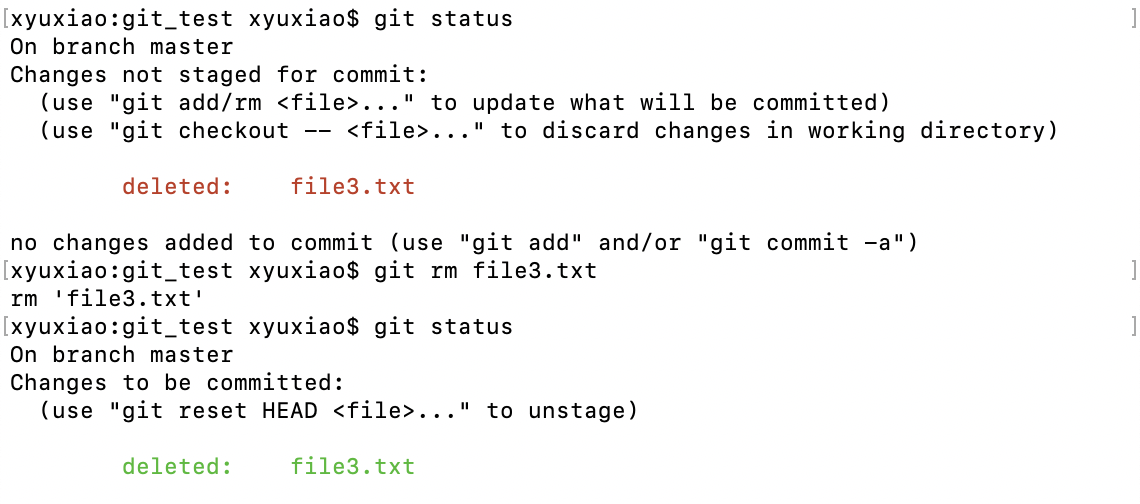 [xyuxiao:git_test xyuxiao$ git status ]
On branch master
Changes not staged for commit:
  (use "git add/rm <file>..." to update what will be committed)
  (use "git checkout -- <file>..." to discard changes in working directory)

        deleted:    file3.txt

no changes added to commit (use "git add" and/or "git commit -a")
[xyuxiao:git_test xyuxiao$ git rm file3.txt ]
rm 'file3.txt'
[xyuxiao:git_test xyuxiao$ git status ]
On branch master
Changes to be committed:
  (use "git reset HEAD <file>..." to unstage)

        deleted:    file3.txt